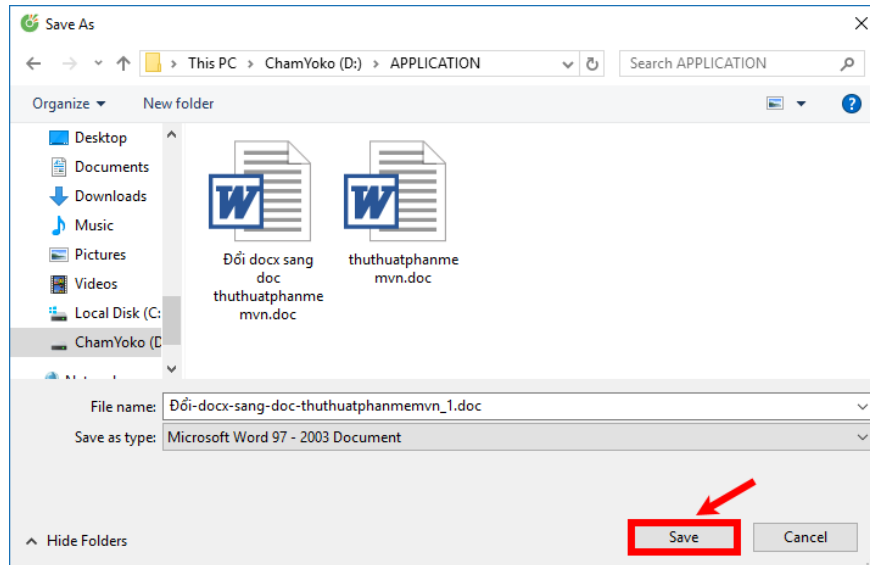 Save As
This PC > ChamYoko (D:) > APPLICATION
Search APPLICATION
Organize
New folder
Desktop
Documents
Downloads
Music
Pictures
Videos
Local Disk (C:
ChamYoko (D
Đổi docx sang
doc
thuthuatphanme
mvn.doc
thuthuatphanme
mvn.doc
File name: Đổi-docx-sang-doc-thuthuatphanmemvn_1.doc
Save as type: Microsoft Word 97 - 2003 Document
Hide Folders
Save
Cancel